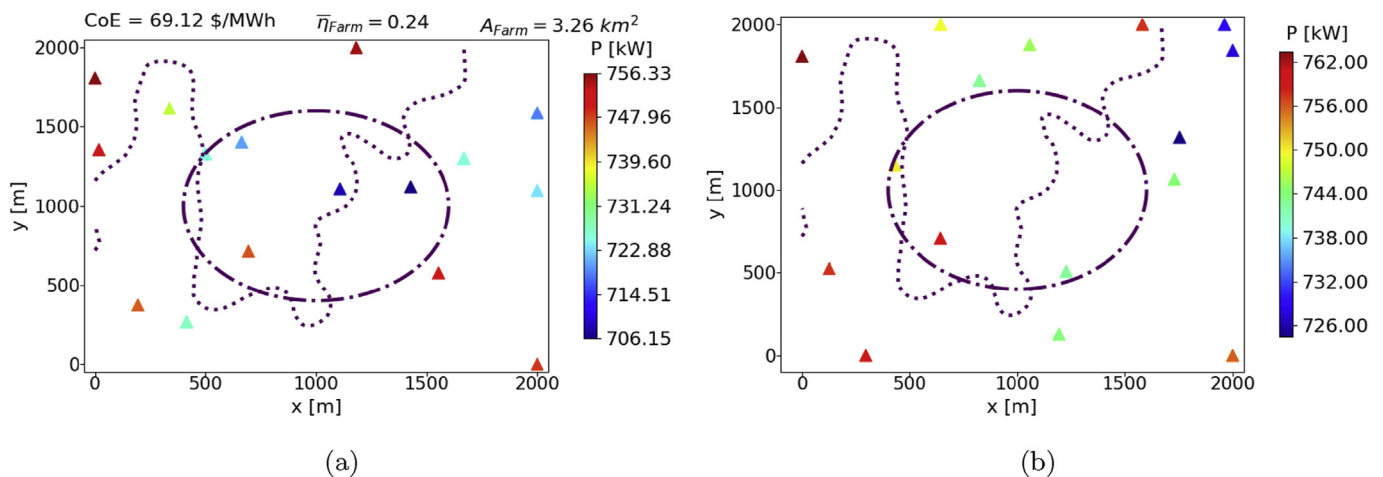 CoE = 69.12 $/MWh η̅Farm = 0.24 AFarm = 3.26 km²
P [kW]
756.33
747.96
739.60
731.24
722.88
714.51
706.15
2000
1500
1000
500
0
y [m]
0 500 1000 1500 2000
x [m]
(a)
P [kW]
762.00
756.00
750.00
744.00
738.00
732.00
726.00
2000
1500
1000
500
0
y [m]
0 500 1000 1500 2000
x [m]
(b)